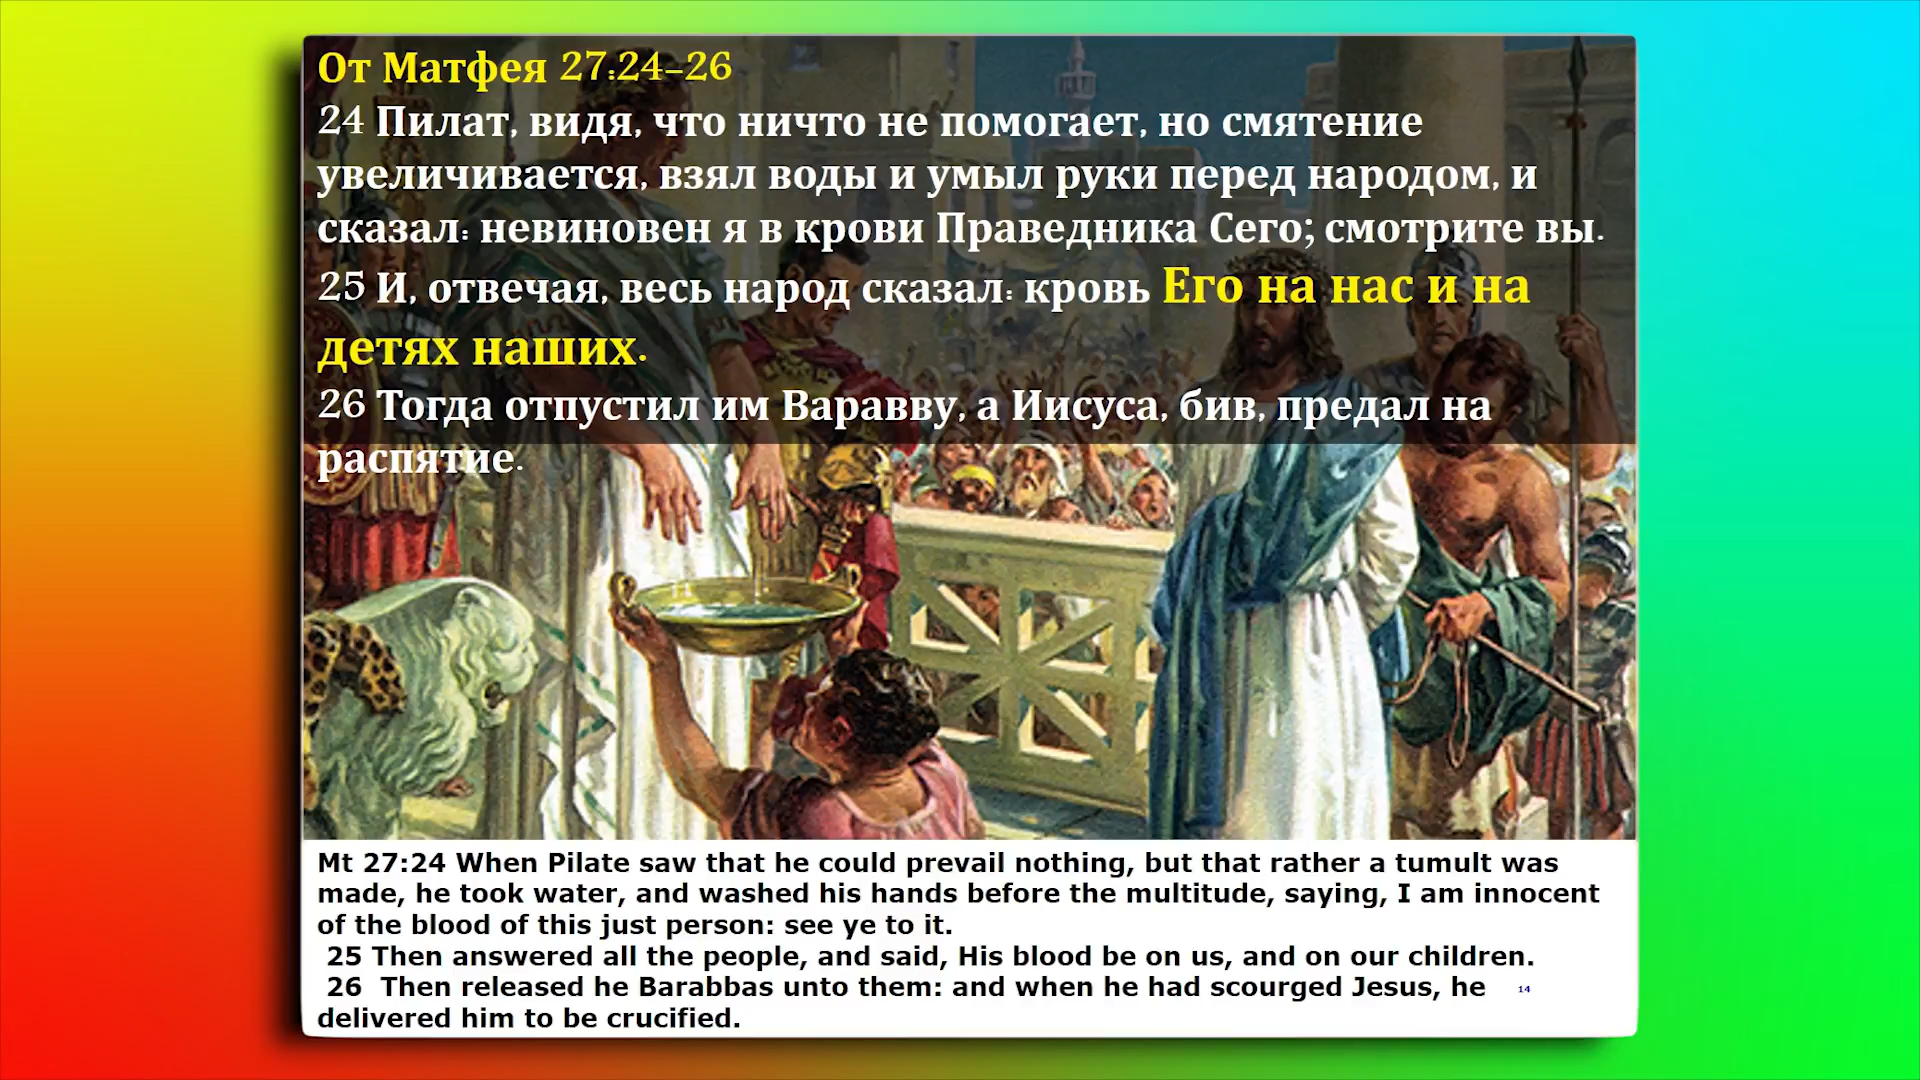 От Матфея 27:24–26
24 Пилат, видя, что ничто не помогает, но смятение
увеличивается, взял воды и умыл руки перед народом, и
сказал: невиновен я в крови Праведника Сего; смотрите вы.
25 И, отвечая, весь народ сказал: кровь Его на нас и на
детях наших.
26 Тогда отпустил им Варавву, а Иисуса, бив, предал на
распятие.
Mt 27:24 When Pilate saw that he could prevail nothing, but that rather a tumult was
made, he took water, and washed his hands before the multitude, saying, I am innocent
of the blood of this just person: see ye to it.
25 Then answered all the people, and said, His blood be on us, and on our children.
26 Then released he Barabbas unto them: and when he had scourged Jesus, he
delivered him to be crucified.
14